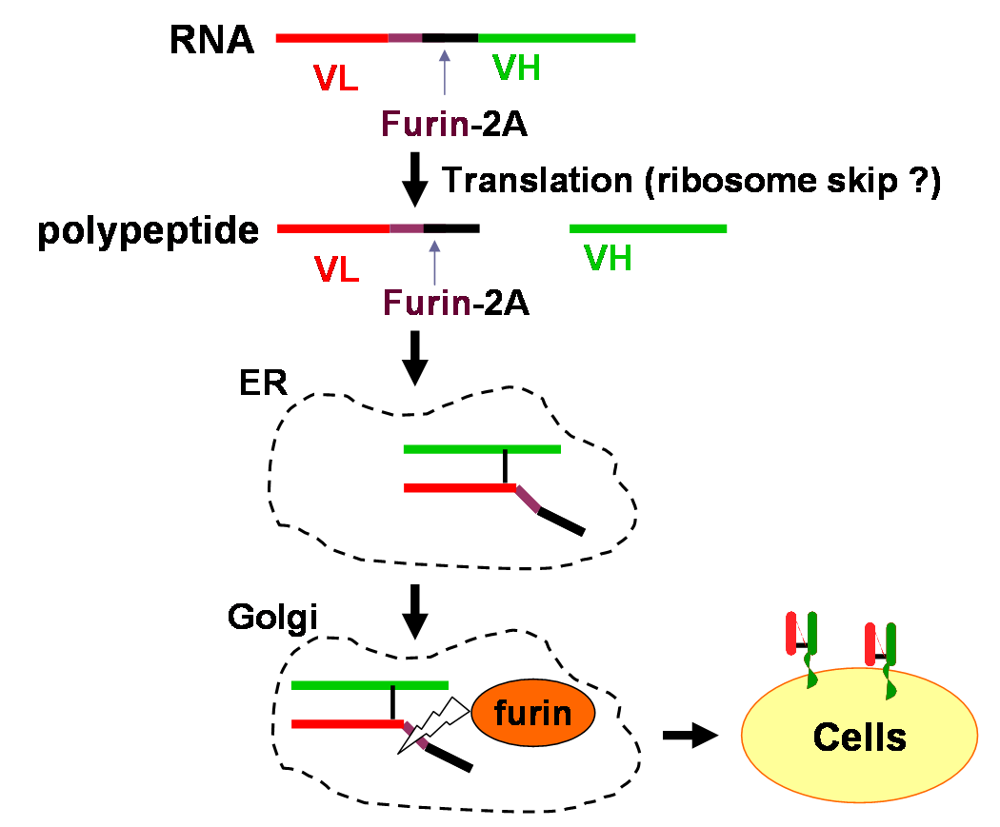 RNA
VL
VH
Furin-2A
Translation (ribosome skip ?)
polypeptide
VL
VH
Furin-2A
ER
Golgi
furin
Cells